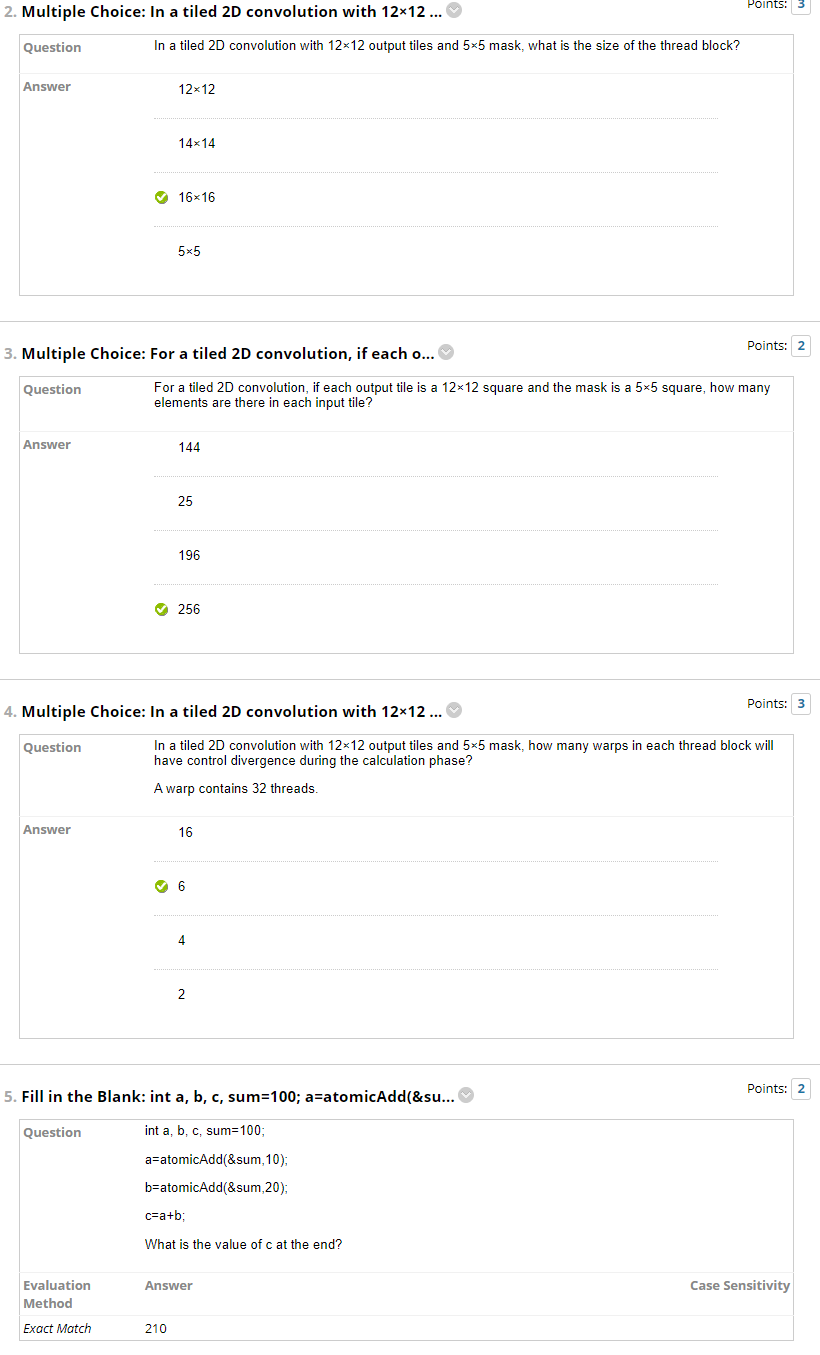 2. Multiple Choice: In a tiled 2D convolution with 12×12 ... Points: 3
Question In a tiled 2D convolution with 12×12 output tiles and 5×5 mask, what is the size of the thread block?
Answer 12×12
14×14
16×16
5×5
3. Multiple Choice: For a tiled 2D convolution, if each o... Points: 2
Question For a tiled 2D convolution, if each output tile is a 12×12 square and the mask is a 5×5 square, how many
elements are there in each input tile?
Answer 144
25
196
256
4. Multiple Choice: In a tiled 2D convolution with 12×12 ... Points: 3
Question In a tiled 2D convolution with 12×12 output tiles and 5×5 mask, how many warps in each thread block will
have control divergence during the calculation phase?
A warp contains 32 threads.
Answer 16
6
4
2
5. Fill in the Blank: int a, b, c, sum=100; a=atomicAdd(&su... Points: 2
Question int a, b, c, sum=100;
a=atomicAdd(&sum,10);
b=atomicAdd(&sum,20);
c=a+b;
What is the value of c at the end?
Evaluation Answer Case Sensitivity
Method
Exact Match 210